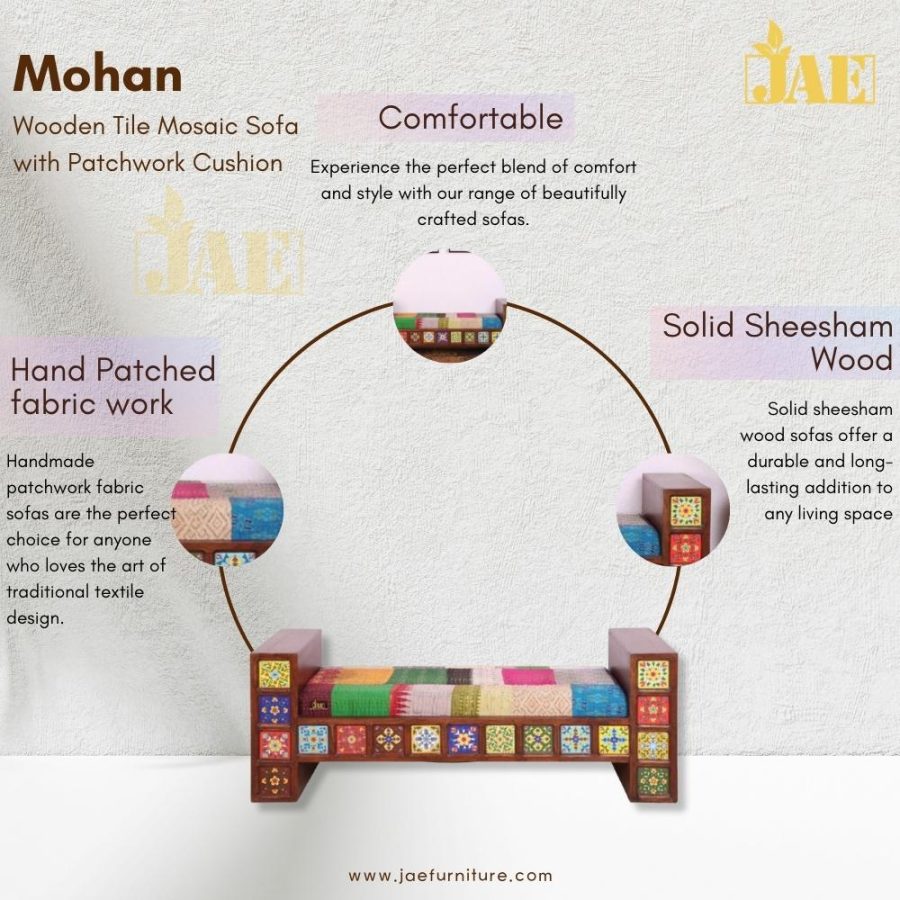 Mohan
Wooden Tile Mosaic Sofa
with Patchwork Cushion
JAE
Comfortable
Experience the perfect blend of comfort
and style with our range of beautifully
crafted sofas.
JAE
Solid Sheesham
Wood
Solid sheesham
wood sofas offer a
durable and long-
lasting addition to
any living space
Hand Patched
fabric work
Handmade
patchwork fabric
sofas are the perfect
choice for anyone
who loves the art of
traditional textile
design.
JAE
www.jaefurniture.com